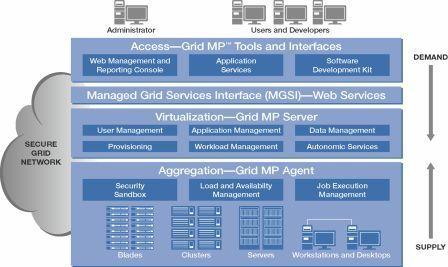 Administrator
Users and Developers
Access—Grid MP™ Tools and Interfaces
Web Management and
Reporting Console
Application
Services
Software
Development Kit
DEMAND
Managed Grid Services Interface (MGSI)—Web Services
Virtualization—Grid MP Server
User Management
Application Management
Data Management
Provisioning
Workload Management
Autonomic Services
SECURE
GRID
NETWORK
Aggregation—Grid MP Agent
Security
Sandbox
Load and Availability
Management
Job Execution
Management
Blades
Clusters
Servers
Workstations and Desktops
SUPPLY